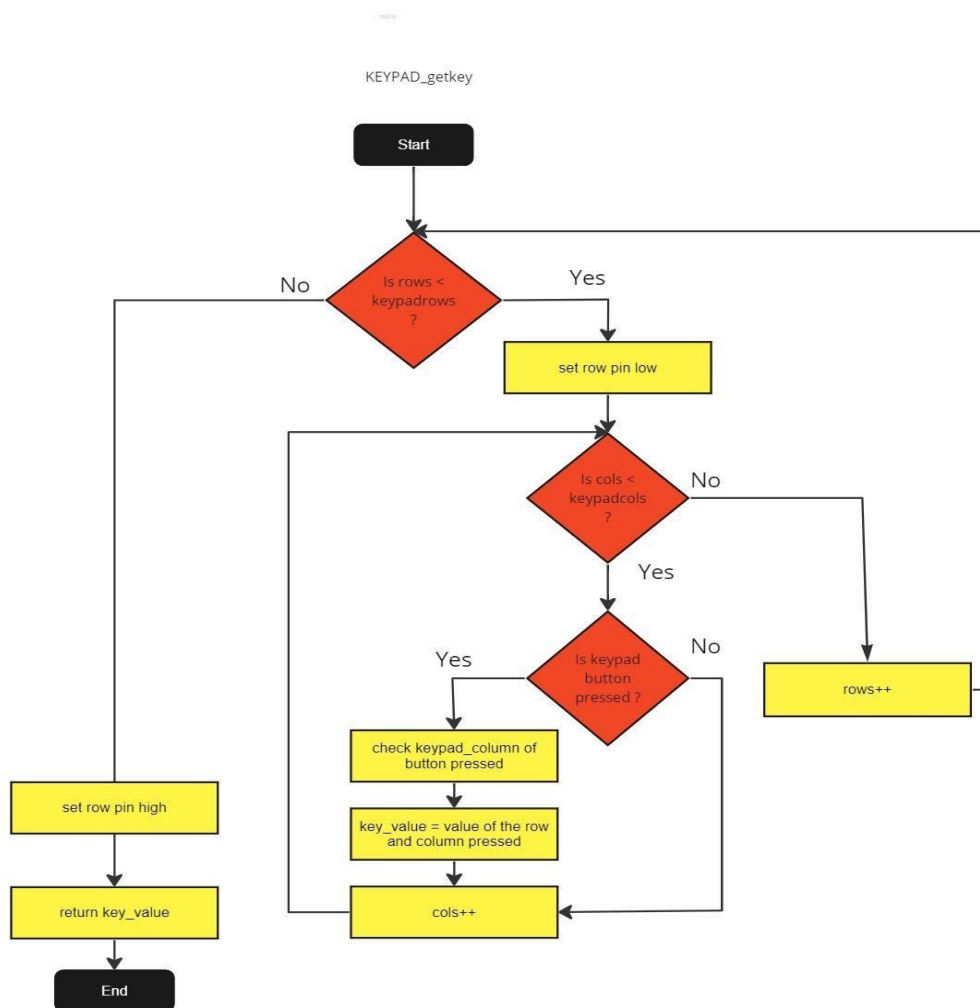 miro
KEYPAD_getkey
Start
Is rows <
keypadrows
?
No
Yes
set row pin low
Is cols <
keypadcols
?
No
Yes
Is keypad
button
pressed ?
Yes
No
rows++
check keypad_column of
button pressed
key_value = value of the row
and column pressed
cols++
set row pin high
return key_value
End